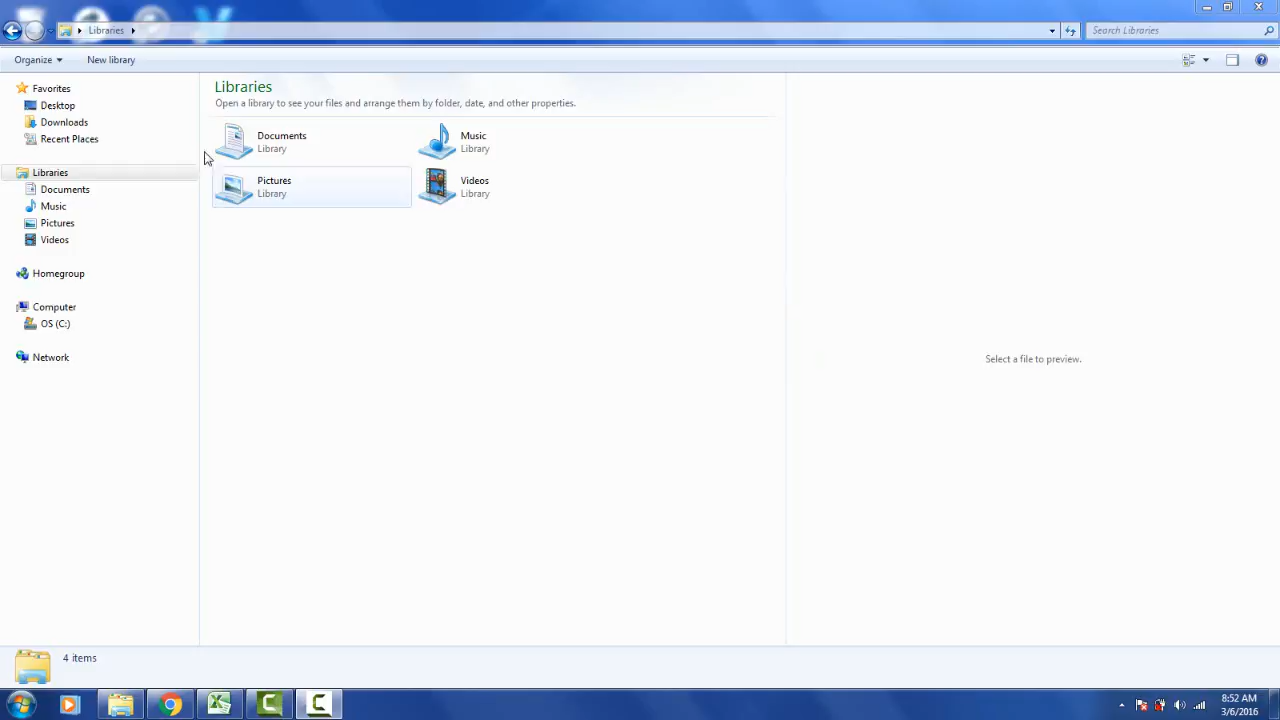 Libraries
Search Libraries
Organize
New library
Favorites
Desktop
Downloads
Recent Places
Libraries
Documents
Music
Pictures
Videos
Homegroup
Computer
OS (C:)
Network
Libraries
Open a library to see your files and arrange them by folder, date, and other properties.
Documents
Library
Music
Library
Pictures
Library
Videos
Library
Select a file to preview.
4 items
8:52 AM
3/6/2016